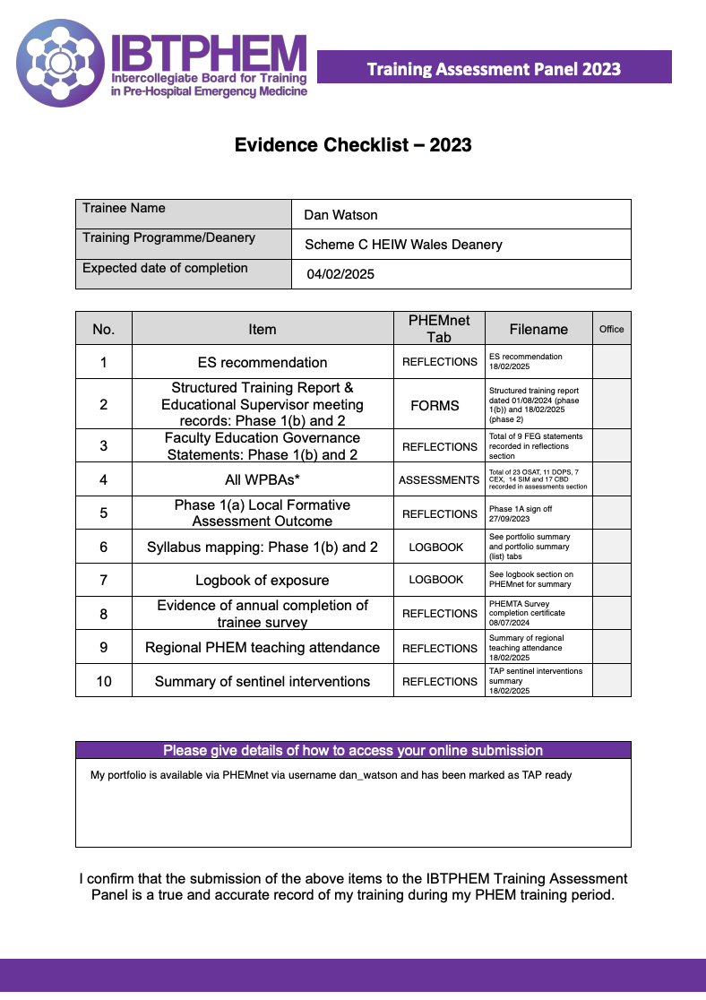 IBTPHEM
Intercollegiate Board for Training
in Pre-Hospital Emergency Medicine
Training Assessment Panel 2023
Evidence Checklist – 2023
Trainee Name
Dan Watson
Training Programme/Deanery
Scheme C HEIW Wales Deanery
Expected date of completion
04/02/2025
No.
Item
PHEMnet
Tab
Filename
Office
1
ES recommendation
REFLECTIONS
ES recommendation
18/02/2025
2
Structured Training Report &
Educational Supervisor meeting
records: Phase 1(b) and 2
FORMS
Structured training report
dated 01/08/2024 (phase
1(b)) and 18/02/2025
(phase 2)
3
Faculty Education Governance
Statements: Phase 1(b) and 2
REFLECTIONS
Total of 9 FEG statements
recorded in reflections
section
4
All WPBAs*
ASSESSMENTS
Total of 23 OSAT, 11 DOPS, 7
CEX, 14 SIM and 17 CBD
recorded in assessments section
5
Phase 1(a) Local Formative
Assessment Outcome
REFLECTIONS
Phase 1A sign off
27/09/2023
6
Syllabus mapping: Phase 1(b) and 2
LOGBOOK
See portfolio summary
and portfolio summary
(list) tabs
7
Logbook of exposure
LOGBOOK
See logbook section on
PHEMnet for summary
8
Evidence of annual completion of
trainee survey
REFLECTIONS
PHEMTA Survey
completion certificate
08/07/2024
9
Regional PHEM teaching attendance
REFLECTIONS
Summary of regional
teaching attendance
18/02/2025
10
Summary of sentinel interventions
REFLECTIONS
TAP sentinel interventions
summary
18/02/2025
Please give details of how to access your online submission
My portfolio is available via PHEMnet via username dan_watson and has been marked as TAP ready
I confirm that the submission of the above items to the IBTPHEM Training Assessment
Panel is a true and accurate record of my training during my PHEM training period.